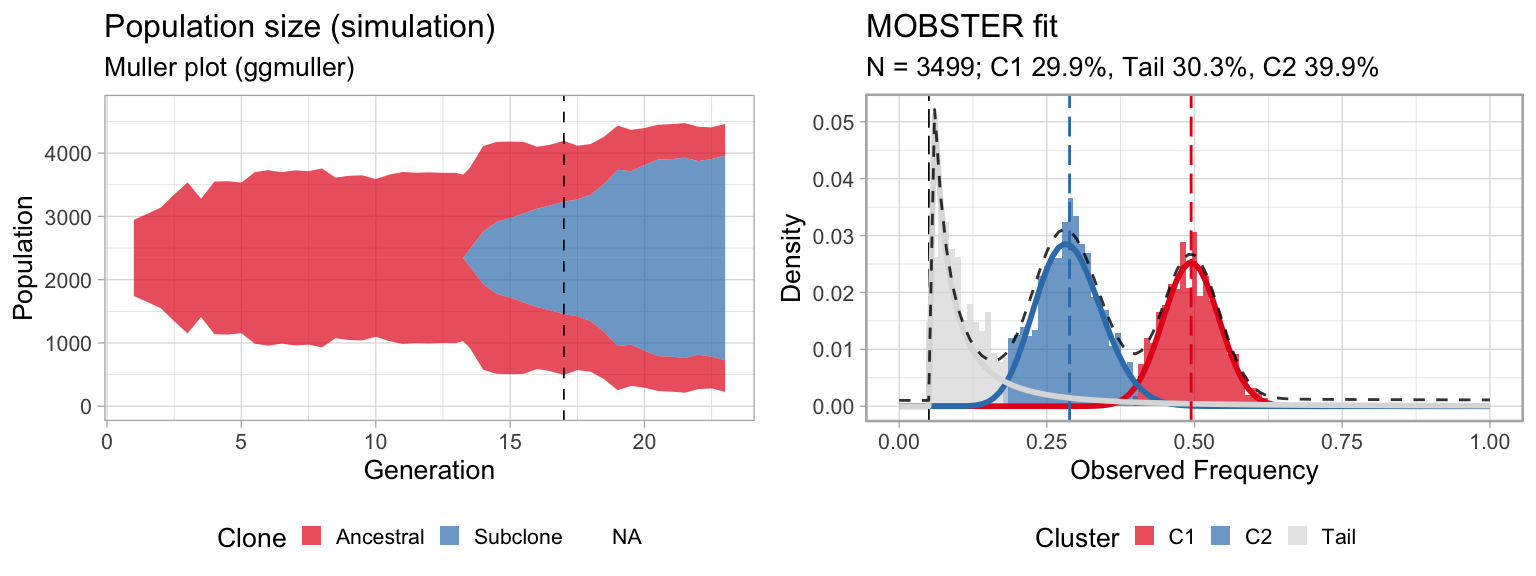 Population size (simulation)
Muller plot (ggmuller)
Population
4000
3000
2000
1000
0
0 5 10 15 20
Generation
Clone Ancestral Subclone NA
MOBSTER fit
N = 3499; C1 29.9%, Tail 30.3%, C2 39.9%
Density
0.05
0.04
0.03
0.02
0.01
0.00
0.00 0.25 0.50 0.75 1.00
Observed Frequency
Cluster C1 C2 Tail